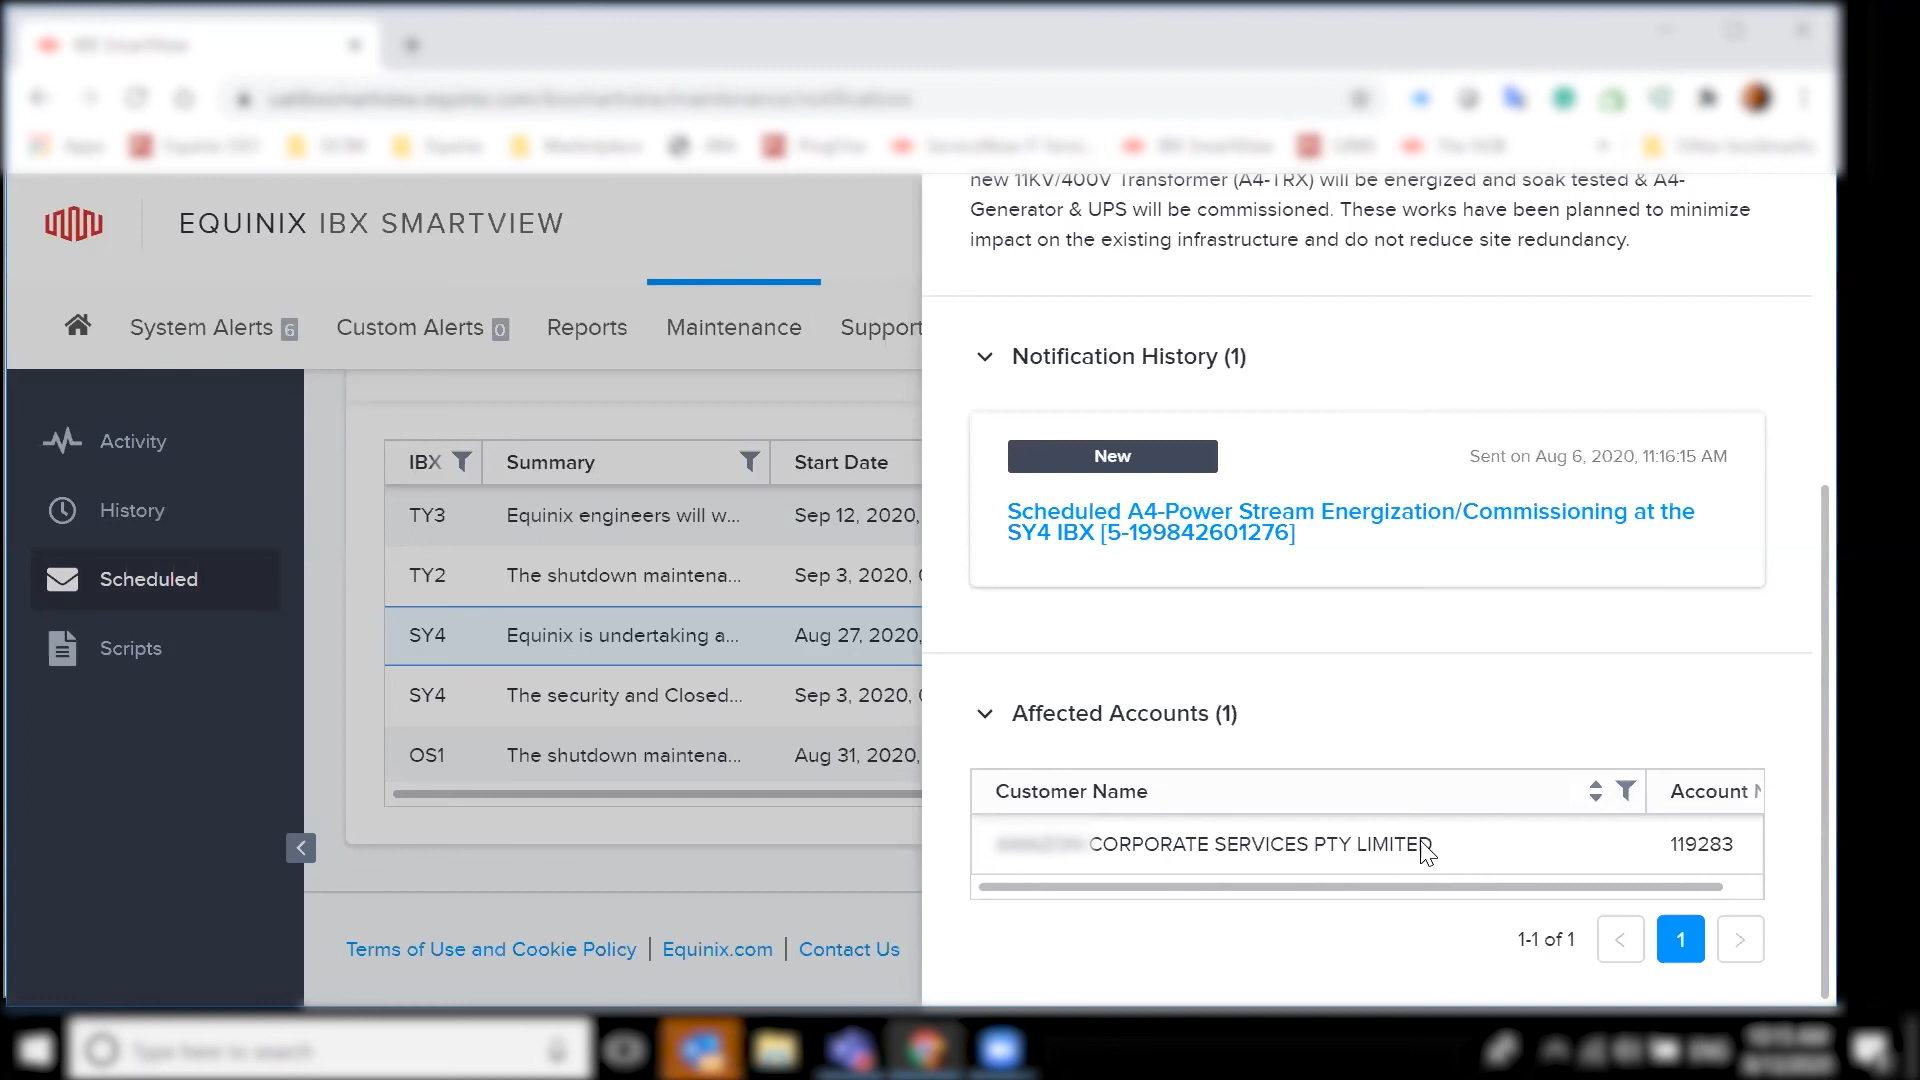 EQUINIX IBX SMARTVIEW
System Alerts 6
Custom Alerts 0
Reports
Maintenance
Support
Activity
History
Scheduled
Scripts
IBX Summary Start Date
TY3 Equinix engineers will w... Sep 12, 2020,
TY2 The shutdown maintena... Sep 3, 2020,
SY4 Equinix is undertaking a... Aug 27, 2020,
SY4 The security and Closed... Sep 3, 2020,
OS1 The shutdown maintena... Aug 31, 2020,
Terms of Use and Cookie Policy | Equinix.com | Contact Us
new 11KV/400V Transformer (A4-TRX) will be energized and soak tested & A4-
Generator & UPS will be commissioned. These works have been planned to minimize
impact on the existing infrastructure and do not reduce site redundancy.
Notification History (1)
New
Sent on Aug 6, 2020, 11:16:15 AM
Scheduled A4-Power Stream Energization/Commissioning at the
SY4 IBX [5-199842601276]
Affected Accounts (1)
Customer Name Account
CORPORATE SERVICES PTY LIMITED 119283
1-1 of 1
1
Type here to search